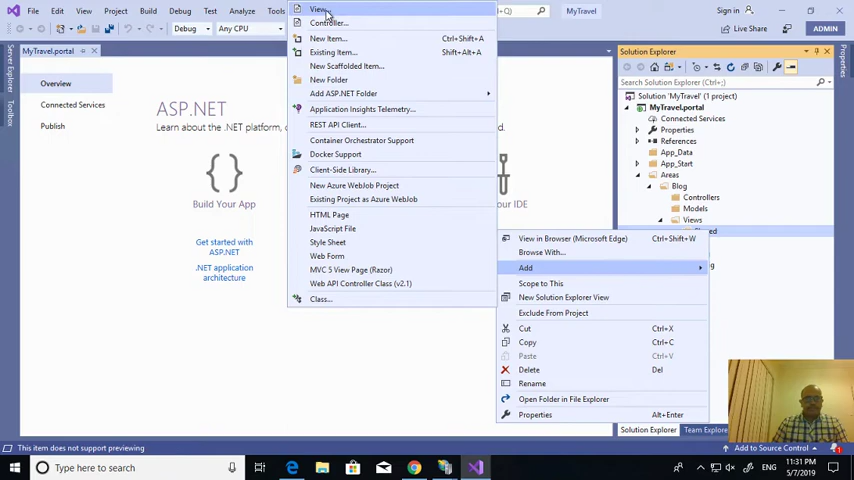 File
Edit
View
Project
Build
Debug
Test
Analyze
Tools
MyTravel
Sign in
ADMIN
Debug
Any CPU
Live Share
Server Explorer
Toolbox
Properties
MyTravel.portal
Overview
Connected Services
Publish
ASP.NET
Learn about the .NET platform, c
Build Your App
Get started with
ASP.NET
.NET application
architecture
r IDE
View...
Controller...
New Item... Ctrl+Shift+A
Existing Item... Shift+Alt+A
New Scaffolded Item...
New Folder
Add ASP.NET Folder
Application Insights Telemetry...
REST API Client...
Container Orchestrator Support
Docker Support
Client-Side Library...
New Azure WebJob Project
Existing Project as Azure WebJob
HTML Page
JavaScript File
Style Sheet
Web Form
MVC 5 View Page (Razor)
Web API Controller Class (v2.1)
Class...
View in Browser (Microsoft Edge) Ctrl+Shift+W
Browse With...
Add
Scope to This
New Solution Explorer View
Exclude From Project
Cut Ctrl+X
Copy Ctrl+C
Paste Ctrl+V
Delete Del
Rename
Open Folder in File Explorer
Properties Alt+Enter
Solution Explorer
Search Solution Explorer (Ctrl+;)
Solution 'MyTravel' (1 project)
MyTravel.portal
Connected Services
Properties
References
App_Data
App_Start
Areas
Blog
Controllers
Models
Views
Solution Explorer Team Explorer
This item does not support previewing
Add to Source Control
Type here to search
ENG
11:31 PM
5/7/2019